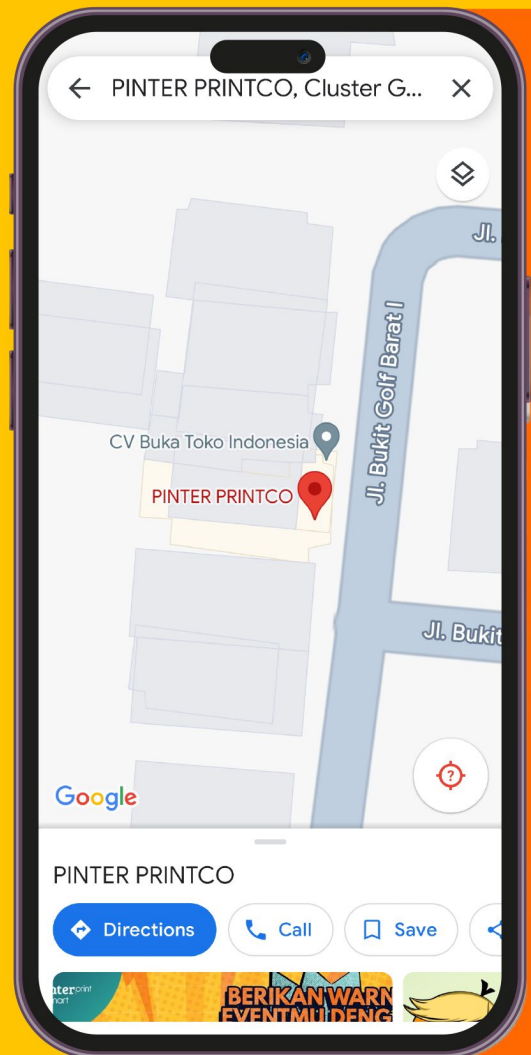 PINTER PRINTCO, Cluster G...
Jl.
Jl. Bukit Golf Barat I
CV Buka Toko Indonesia
PINTER PRINTCO
Jl. Bukit
Google
PINTER PRINTCO
Directions
Call
Save
BERIKAN WARN
EVENTMU DENG